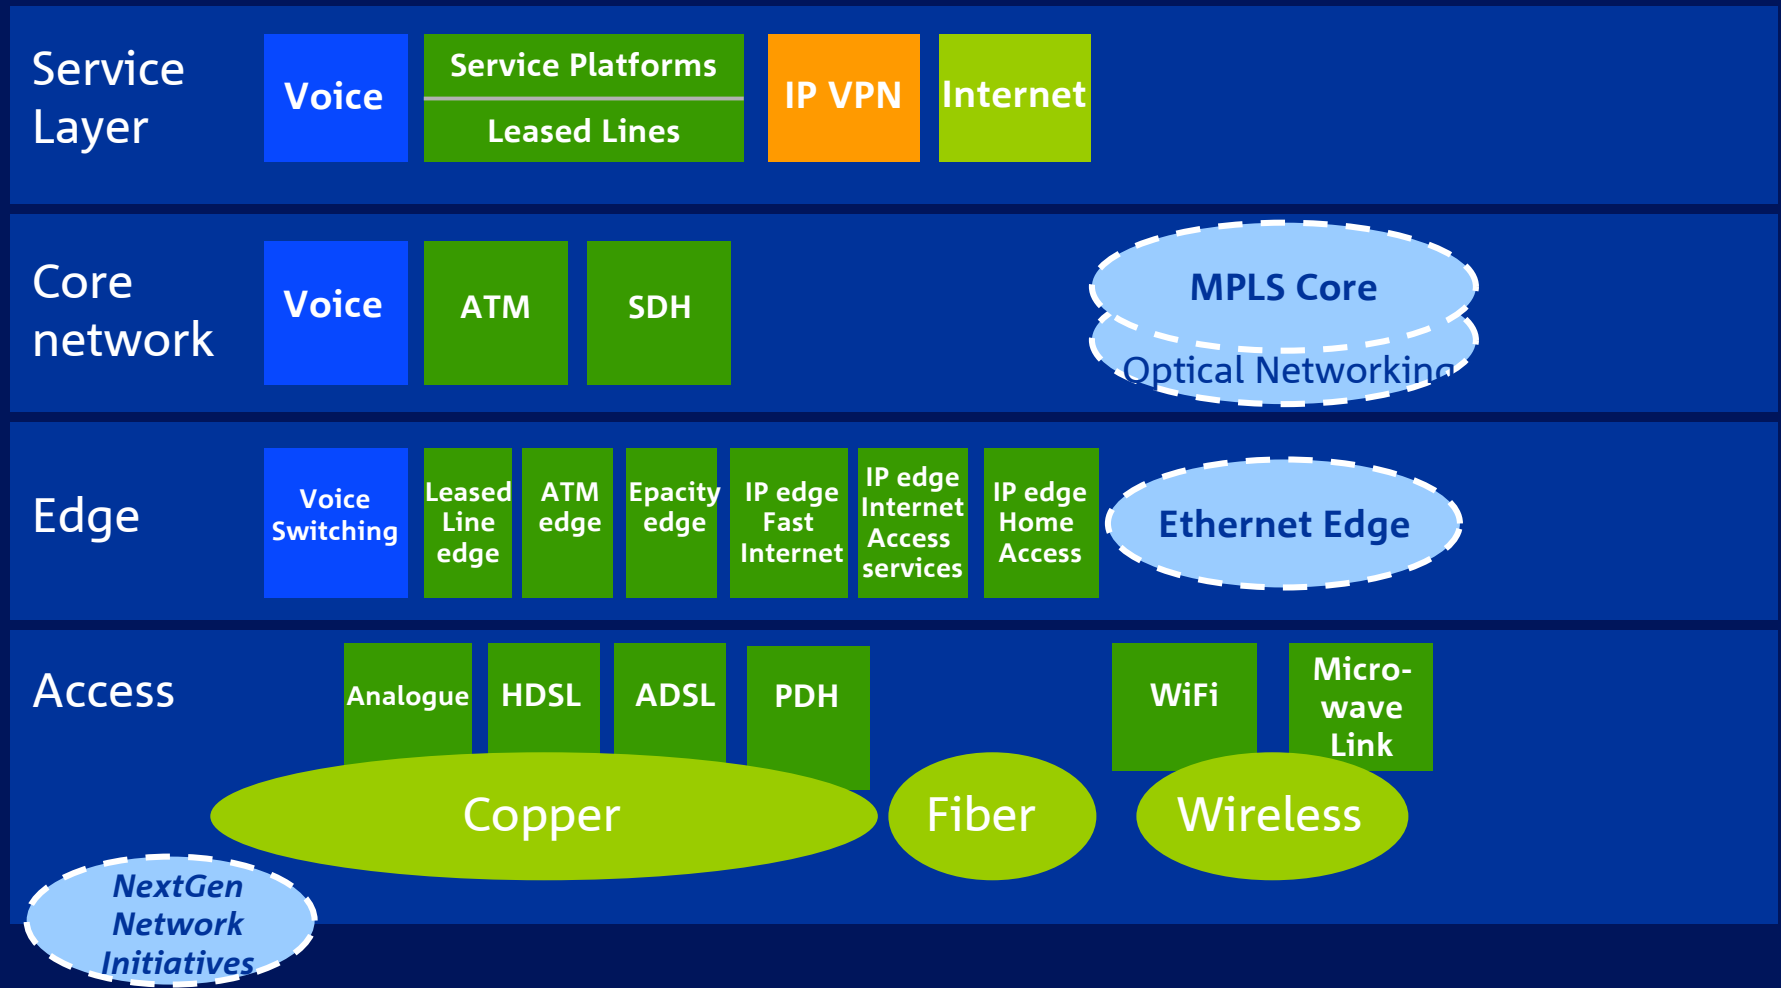 Service
Layer
Voice
Service Platforms
Leased Lines
IP VPN
Internet
Core
network
Voice
ATM
SDH
MPLS Core
Optical Networking
Edge
Voice
Switching
Leased
Line
edge
ATM
edge
Epacity
edge
IP edge
Fast
Internet
IP edge
Internet
Access
services
IP edge
Home
Access
Ethernet Edge
Access
Analogue
HDSL
ADSL
PDH
WiFi
Micro-
wave
Link
Copper
Fiber
Wireless
NextGen
Network
Initiatives